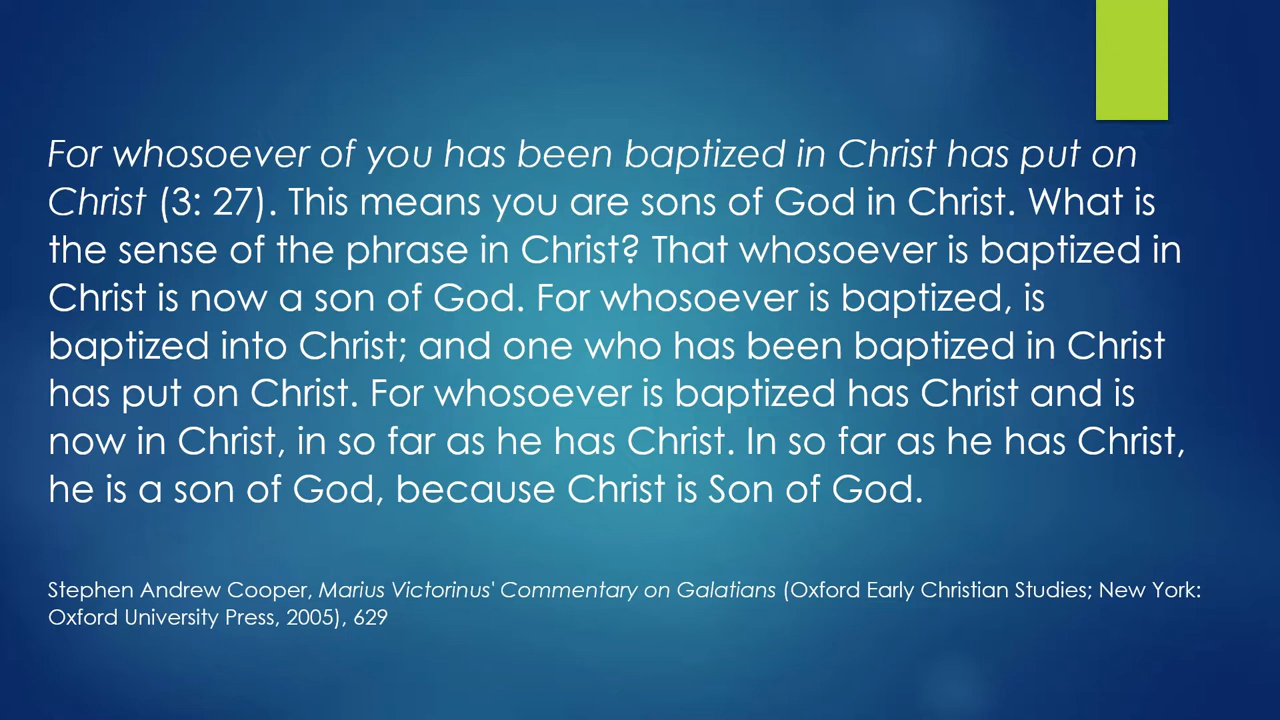 For whosoever of you has been baptized in Christ has put on
Christ (3: 27). This means you are sons of God in Christ. What is
the sense of the phrase in Christ? That whosoever is baptized in
Christ is now a son of God. For whosoever is baptized, is
baptized into Christ; and one who has been baptized in Christ
has put on Christ. For whosoever is baptized has Christ and is
now in Christ, in so far as he has Christ. In so far as he has Christ,
he is a son of God, because Christ is Son of God.
Stephen Andrew Cooper, Marius Victorinus' Commentary on Galatians (Oxford Early Christian Studies; New York:
Oxford University Press, 2005), 629